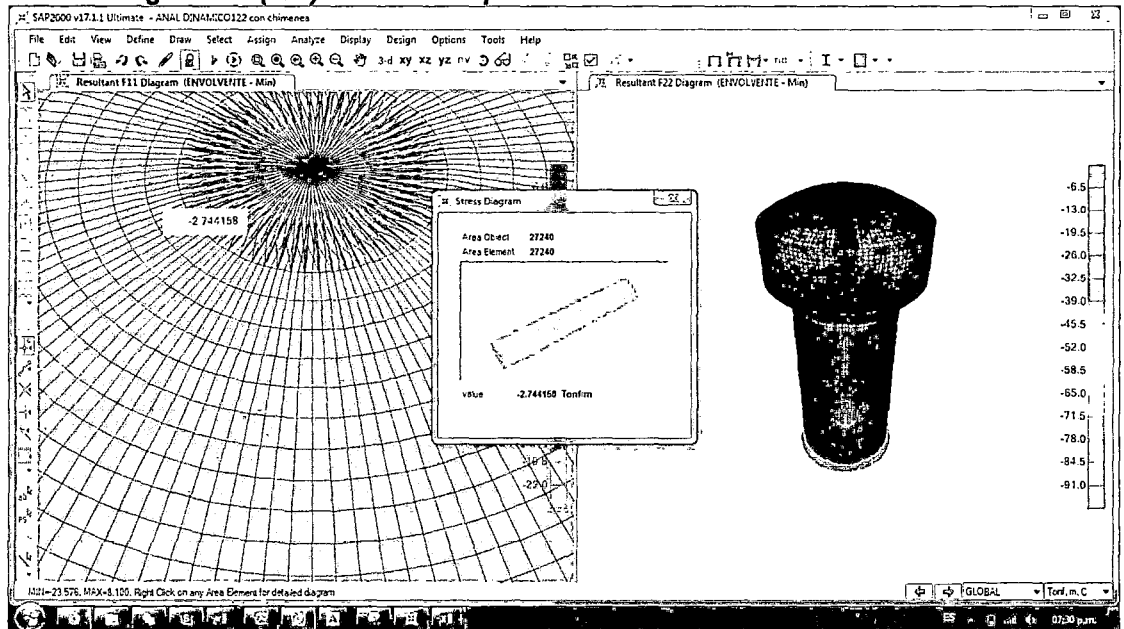 SAP2000 v17.1.1 Ultimate - ANAL DINAMICO122 con chimenea
File Edit View Define Draw Select Assign Analyze Display Design Options Tools Help
3-d xy xz yz nv
Resultant F11 Diagram (ENVOLVENTE - Min)
Resultant F22 Diagram (ENVOLVENTE - Min)
-2.744158
Stress Diagram
Area Object 27240
Area Element 27240
value -2.744158 Tonf/m
-22.0
-6.5
-13.0
-19.5
-26.0
-32.5
-39.0
-45.5
-52.0
-58.5
-65.0
-71.5
-78.0
-84.5
-91.0
MIN=-23.576, MAX=8.100, Right Click on any Area Element for detailed diagram
GLOBAL
Tonf, m, C
07:30 p.m.